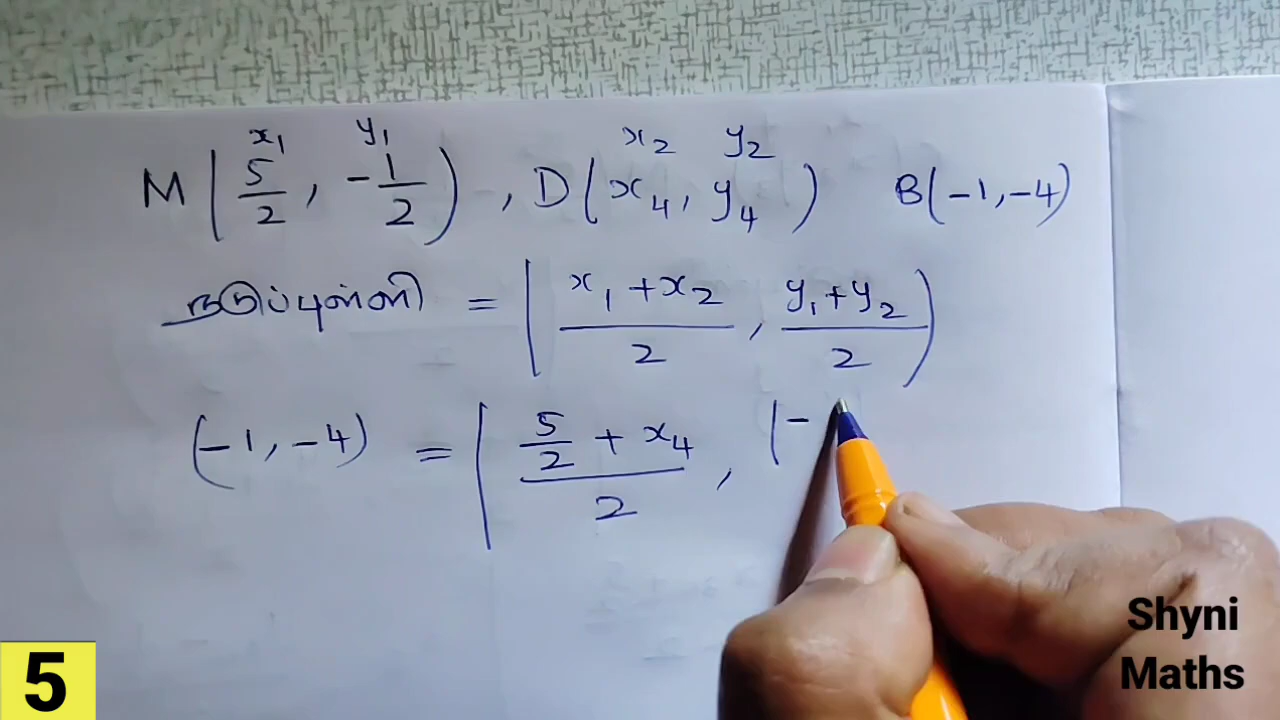 x₁ y₁ x₂ y₂
M(5/2, -1/2), D(x₄, y₄) B(-1, -4)
நடுப்புள்ளி = (x₁+x₂/2, y₁+y₂/2)
(-1, -4) = (5/2 + x₄/2, (-
5
Shyni
Maths